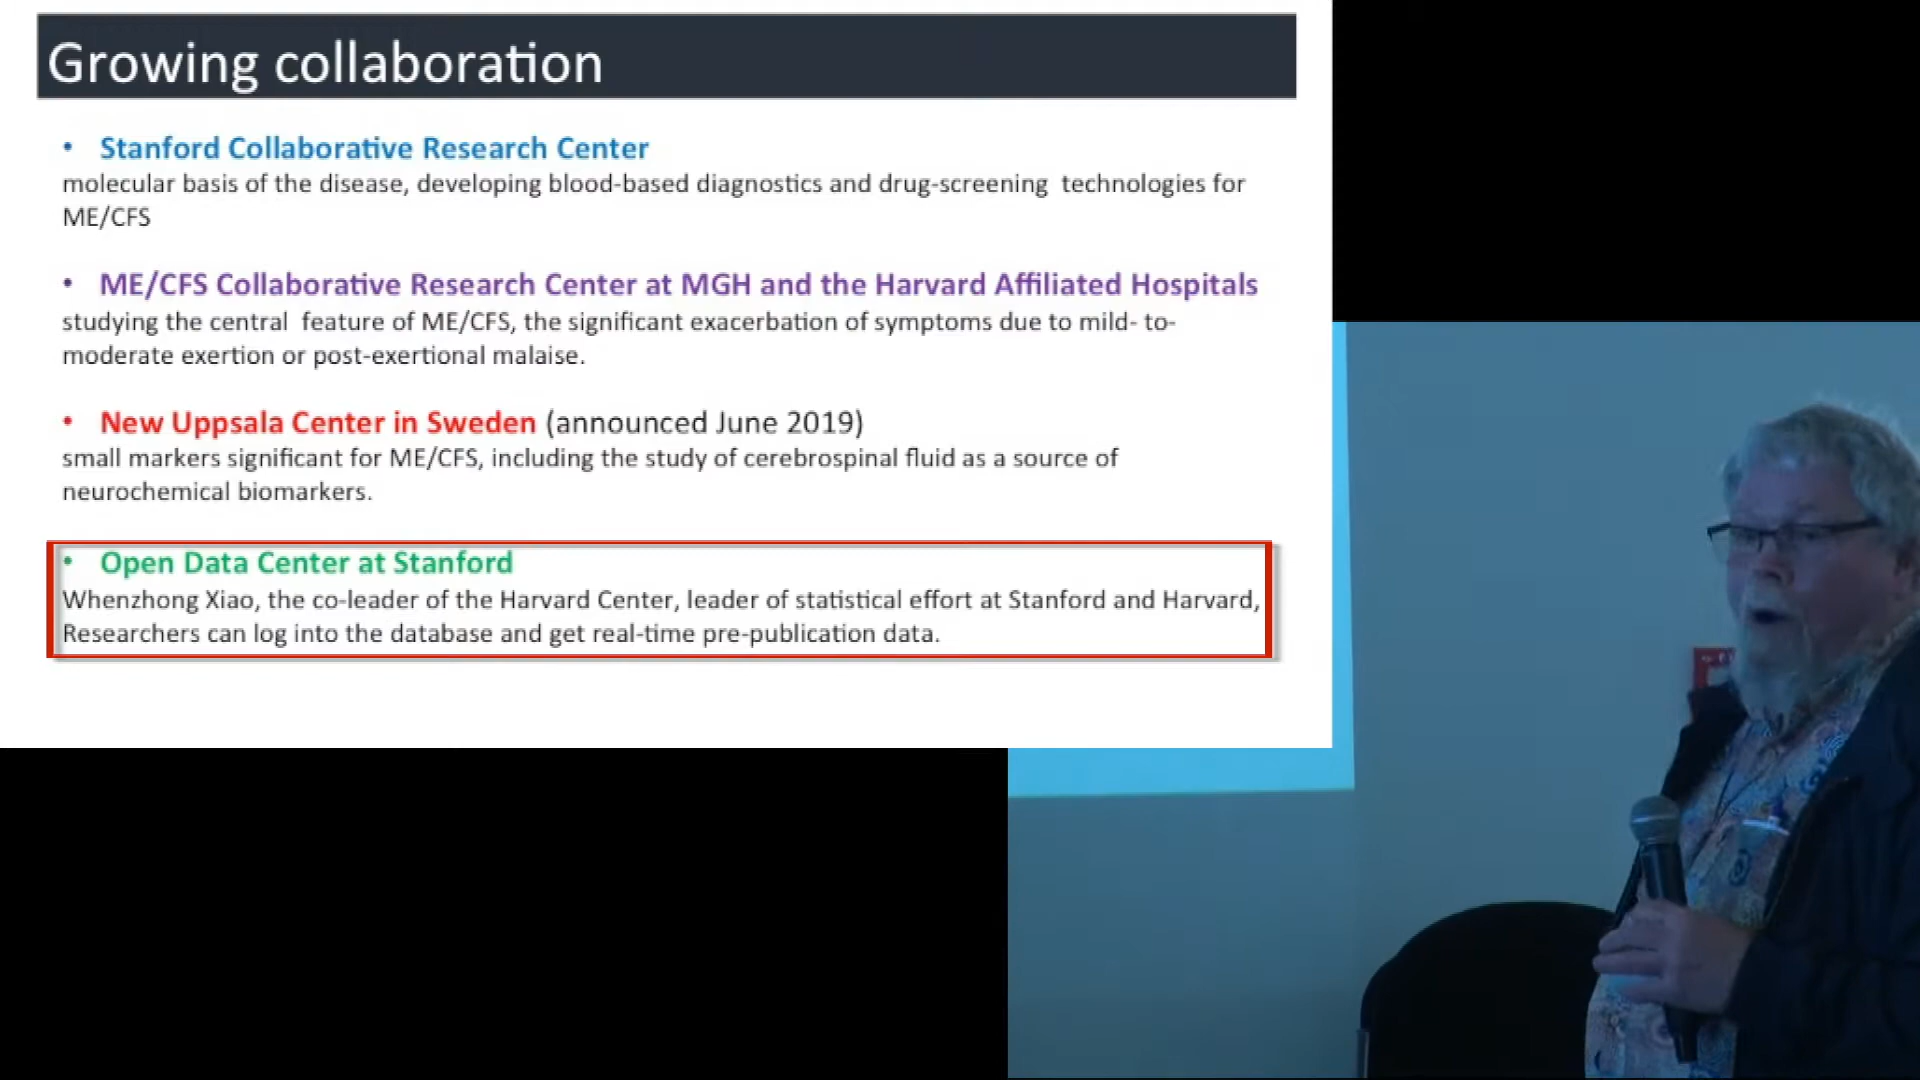 Growing collaboration
• Stanford Collaborative Research Center
molecular basis of the disease, developing blood-based diagnostics and drug-screening technologies for
ME/CFS
• ME/CFS Collaborative Research Center at MGH and the Harvard Affiliated Hospitals
studying the central feature of ME/CFS, the significant exacerbation of symptoms due to mild- to-
moderate exertion or post-exertional malaise.
• New Uppsala Center in Sweden (announced June 2019)
small markers significant for ME/CFS, including the study of cerebrospinal fluid as a source of
neurochemical biomarkers.
• Open Data Center at Stanford
Whenzhong Xiao, the co-leader of the Harvard Center, leader of statistical effort at Stanford and Harvard,
Researchers can log into the database and get real-time pre-publication data.